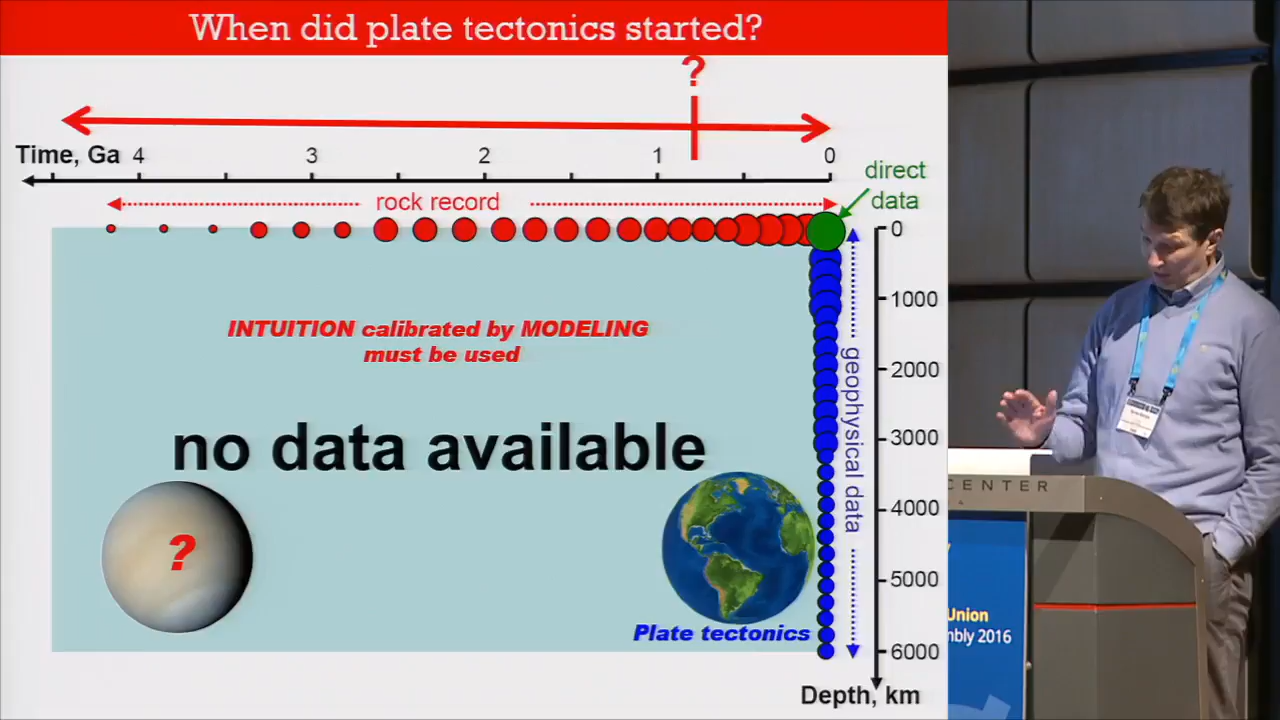 When did plate tectonics started?
?
Time, Ga 4 3 2 1 0
direct
data
rock record
0
1000
2000
3000
4000
5000
6000
geophysical data
INTUITION calibrated by MODELING
must be used
no data available
?
Plate tectonics
Depth, km
CENTER
Union
nbly 2016